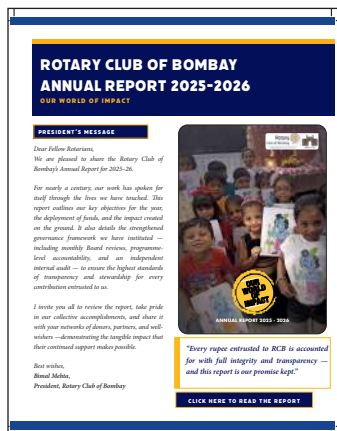 ROTARY CLUB OF BOMBAY
ANNUAL REPORT 2025-2026
OUR WORLD OF IMPACT
PRESIDENT'S MESSAGE
Dear Fellow Rotarians,
We are pleased to share the Rotary Club of
Bombay's Annual Report for 2025-26.
For nearly a century, our work has spoken for
itself through the lives we have touched. This
report outlines our key objectives for the year,
the deployment of funds, and the impact created
on the ground. It also details the strengthened
governance framework we have instituted —
including monthly Board reviews, programme-
level accountability, and an independent
internal audit — to ensure the highest standards
of transparency and stewardship for every
contribution entrusted to us.
I invite you all to review the report, take pride
in our collective accomplishments, and share it
with your networks of donors, partners, and well-
wishers —demonstrating the tangible impact that
their continued support makes possible.
Best wishes,
Bimal Mehta,
President, Rotary Club of Bombay
Rotary
OUR
WORLD
OF
IMPACT
ANNUAL REPORT 2025 - 2026
"Every rupee entrusted to RCB is accounted
for with full integrity and transparency —
and this report is our promise kept."
CLICK HERE TO READ THE REPORT